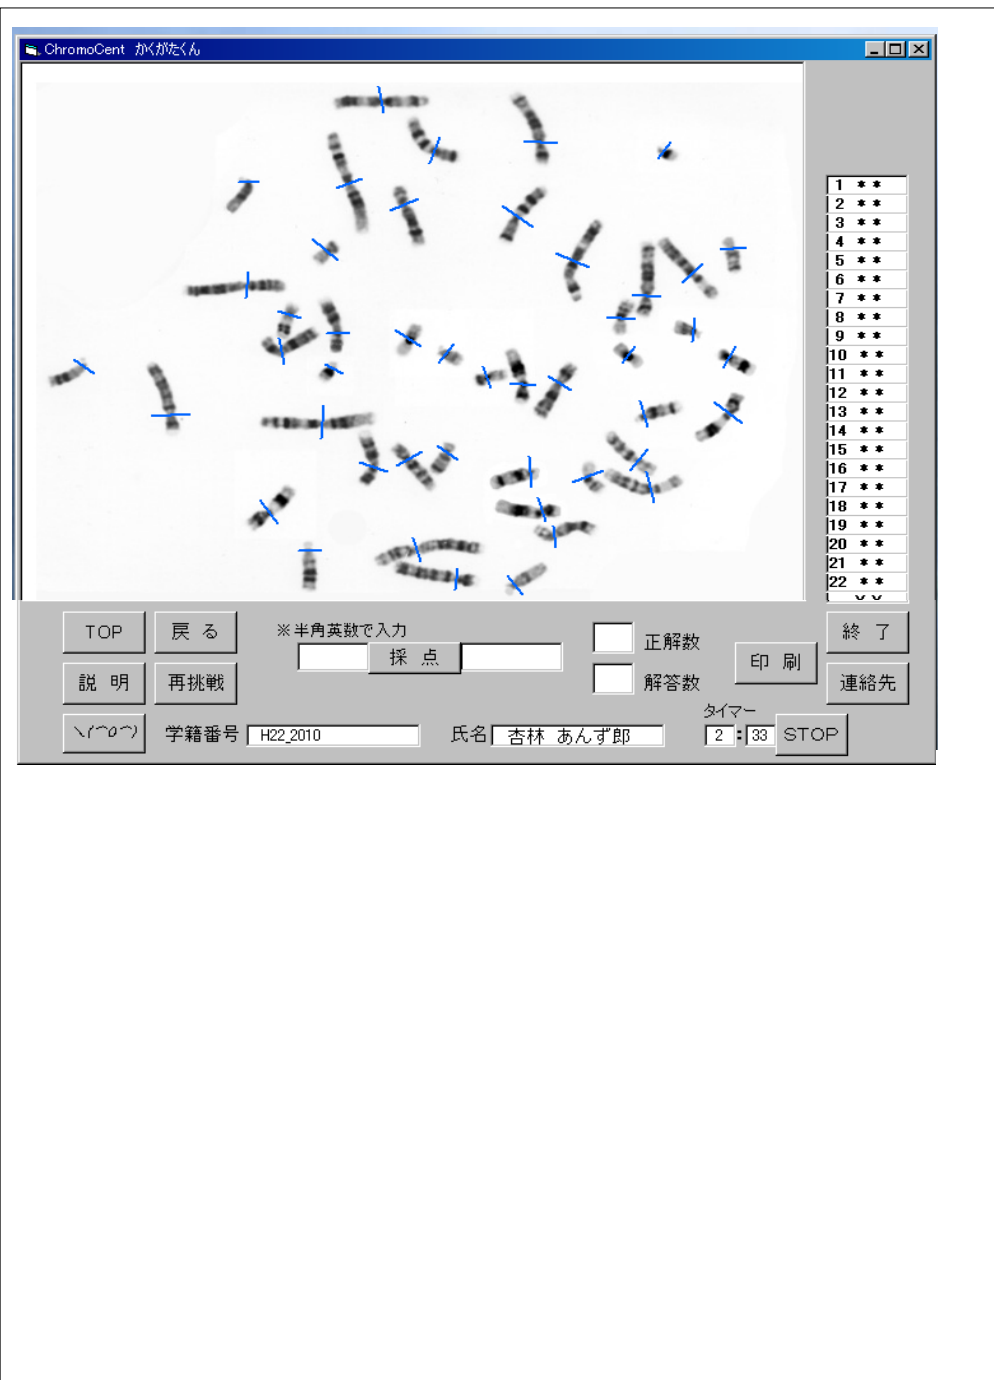 ChromoCent かくがたくん
1 * *
2 * *
3 * *
4 * *
5 * *
6 * *
7 * *
8 * *
9 * *
10 * *
11 * *
12 * *
13 * *
14 * *
15 * *
16 * *
17 * *
18 * *
19 * *
20 * *
21 * *
22 * *
TOP 戻る ※半角英数で入力 正解数 終了
採点 印刷
説明 再挑戦 解答数 連絡先
タイマー
＼(⌒o⌒) 学籍番号 H22_2010 氏名 杏林 あんず郎 2 : 33 STOP